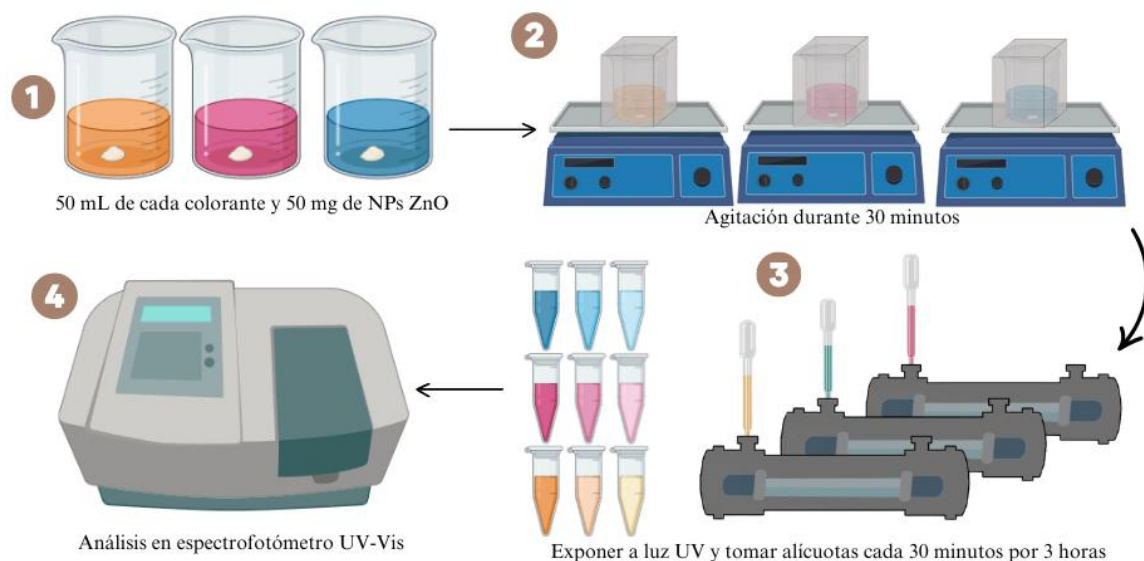 1
50 mL de cada colorante y 50 mg de NPs ZnO
2
Agitación durante 30 minutos
3
Exponer a luz UV y tomar alícuotas cada 30 minutos por 3 horas
4
Análisis en espectrofotómetro UV-Vis